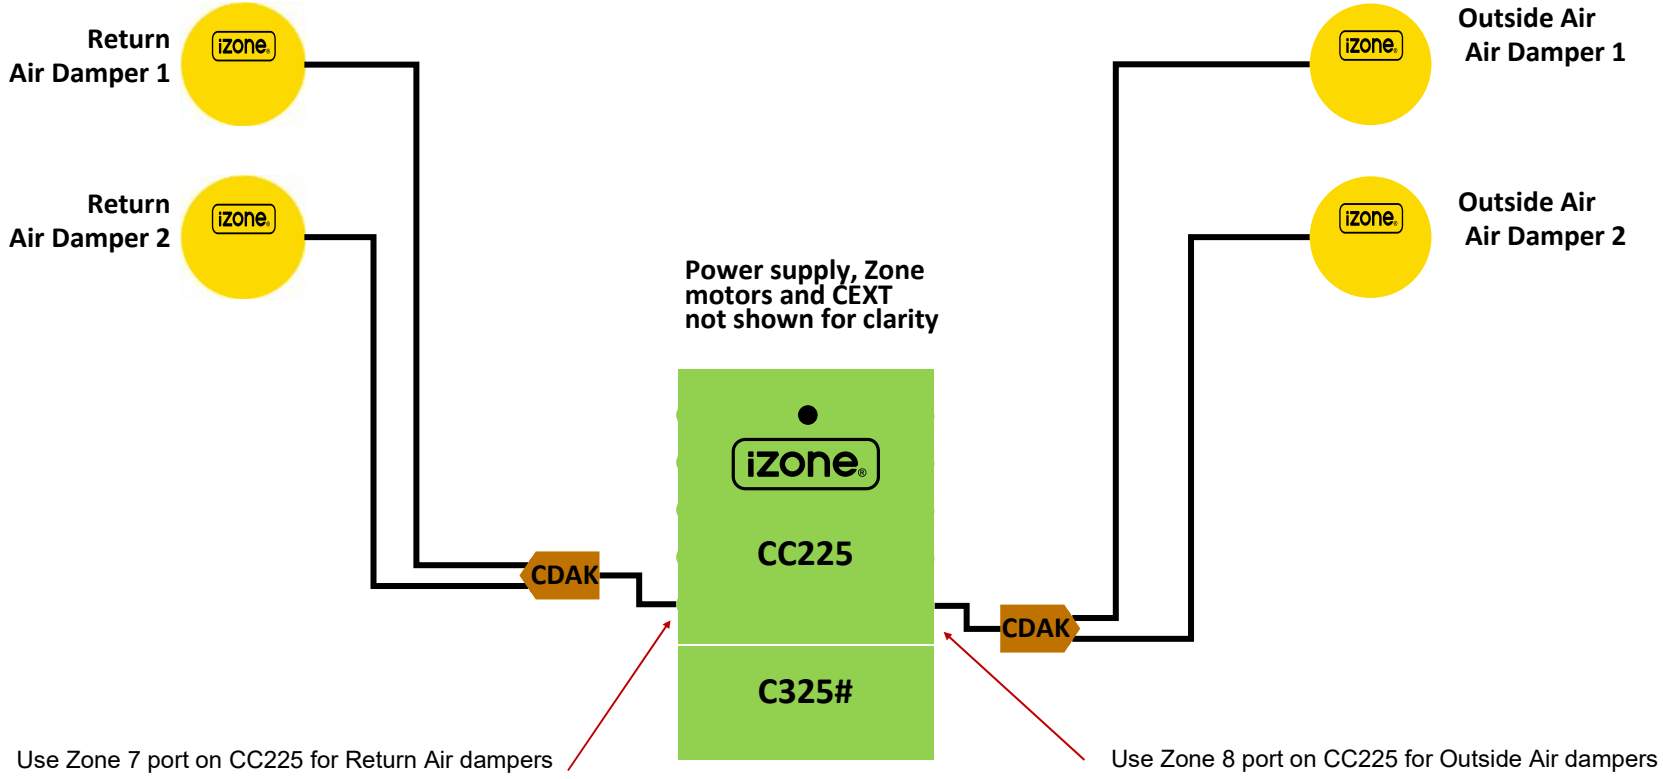 Return
Air Damper 1
iZone®
iZone®
Outside Air
Air Damper 1
Return
Air Damper 2
iZone®
iZone®
Outside Air
Air Damper 2
Power supply, Zone
motors and CEXT
not shown for clarity
iZone®
CC225
CDAK
CDAK
C325#
Use Zone 7 port on CC225 for Return Air dampers
Use Zone 8 port on CC225 for Outside Air dampers